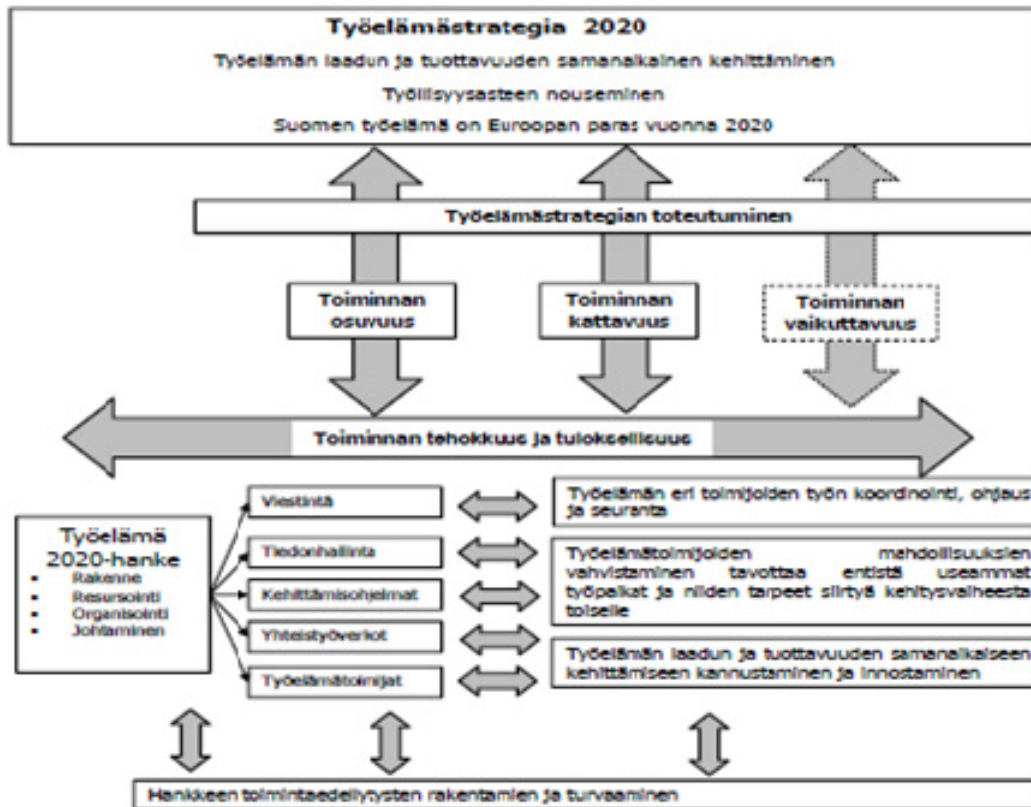 Työelämästrategia 2020
Työelämän laadun ja tuottavuuden samanaikainen kehittäminen
Työllisyysasteen nouseminen
Suomen työelämä on Euroopan paras vuonna 2020
Työelämästrategian toteutuminen
Toiminnan
osuvuus
Toiminnan
kattavuus
Toiminnan
vaikuttavuus
Toiminnan tehokkuus ja tuloksellisuus
Työelämä
2020-hanke
▪ Rakenne
▪ Resursointi
▪ Organisointi
▪ Johtaminen
Viestintä
Tiedonhallinta
Kehittämisohjelmat
Yhteistyöverkot
Työelämätoimijat
Työelämän eri toimijoiden työn koordinointi, ohjaus
ja seuranta
Työelämätoimijoiden mahdollisuuksien
vahvistaminen tavottaa entistä useammat
työpaikat ja niiden tarpeet siirtyä kehitysvaiheesta
toiselle
Työelämän laadun ja tuottavuuden samanaikaiseen
kehittämiseen kannustaminen ja innostaminen
Hankkeen toimintaedellytysten rakentamien ja turvaaminen